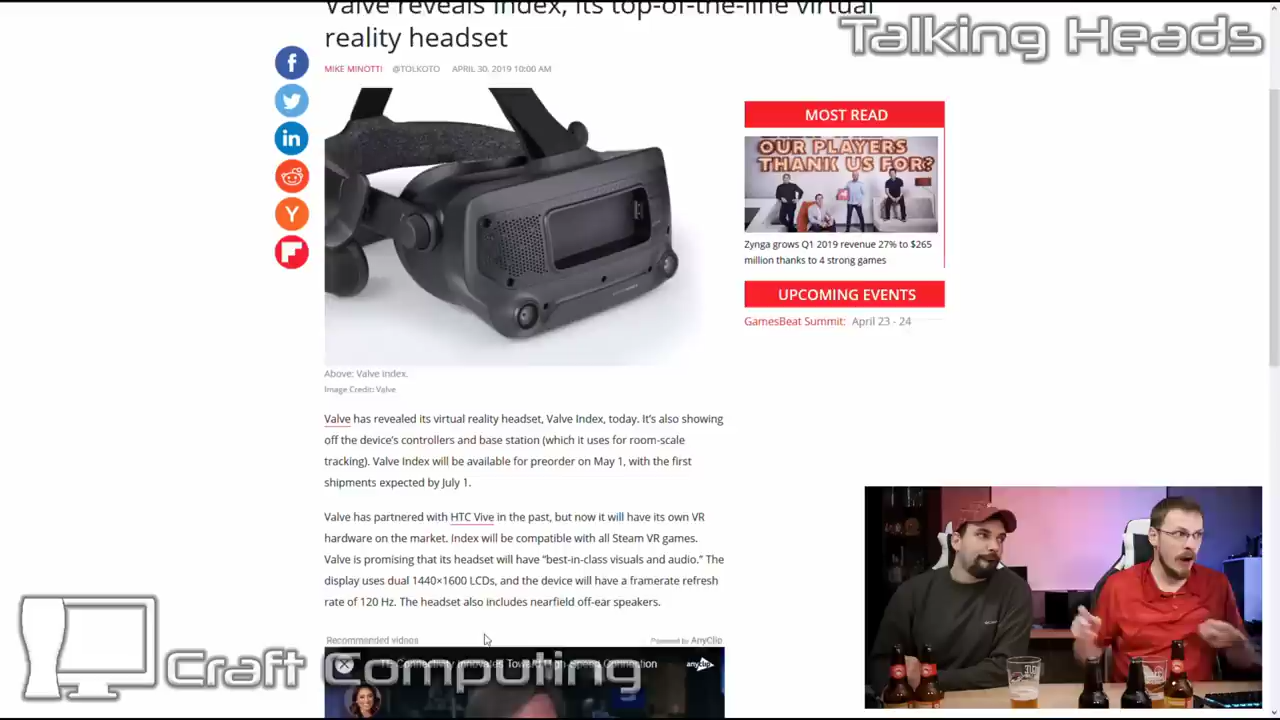 Valve reveals Index, its top-of-the-line virtual
reality headset
MIKE MINOTTI @TOLKOTO APRIL 30, 2019 10:00 AM
Talking Heads
f
in
Y
MOST READ
OUR PLAYERS
THANK US FOR?
Zynga grows Q1 2019 revenue 27% to $265
million thanks to 4 strong games
UPCOMING EVENTS
GamesBeat Summit: April 23 - 24
Above: Valve index.
Image Credit: Valve
Valve has revealed its virtual reality headset, Valve Index, today. It's also showing
off the device's controllers and base station (which it uses for room-scale
tracking). Valve Index will be available for preorder on May 1, with the first
shipments expected by July 1.
Valve has partnered with HTC Vive in the past, but now it will have its own VR
hardware on the market. Index will be compatible with all Steam VR games.
Valve is promising that its headset will have "best-in-class visuals and audio." The
display uses dual 1440×1600 LCDs, and the device will have a framerate refresh
rate of 120 Hz. The headset also includes nearfield off-ear speakers.
Recommended videos Powered by AnyClip
TE Connectivity Innovates Toward High-Speed Connection
Craft Computing